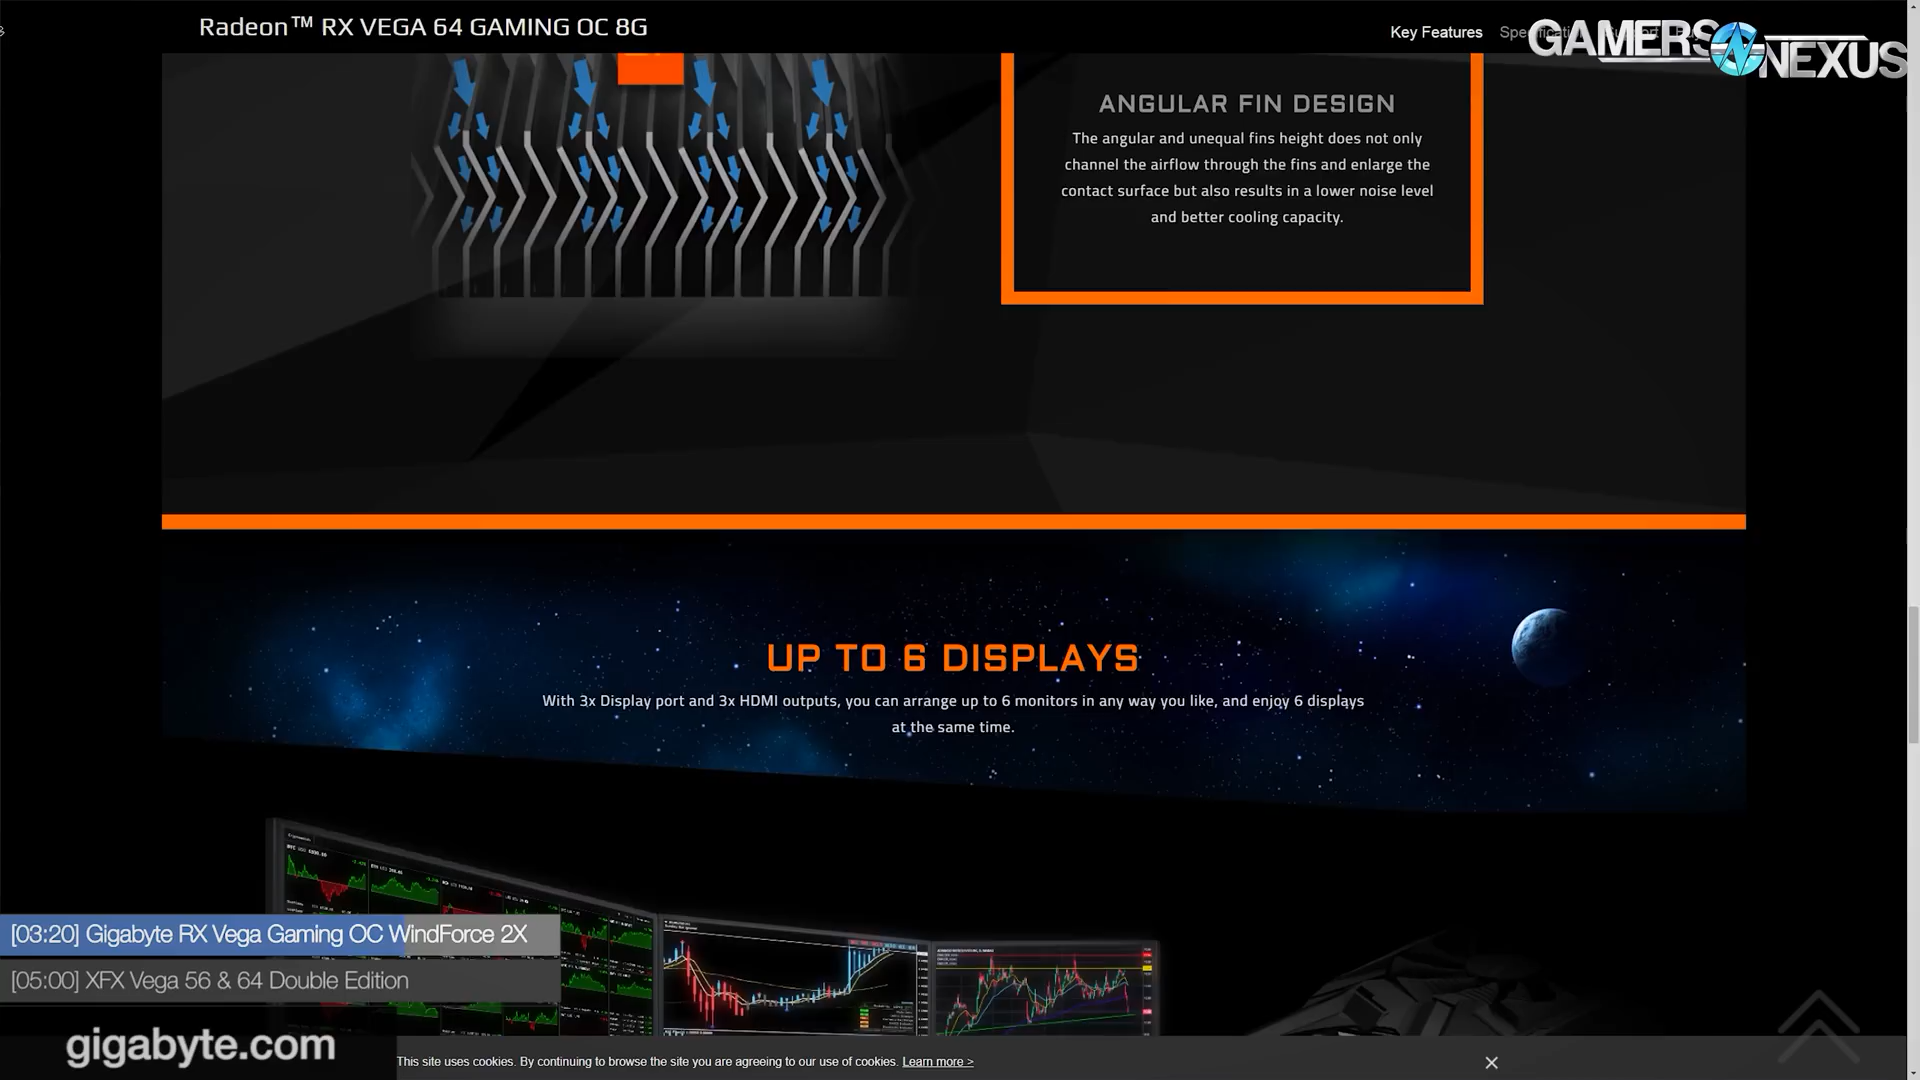 Radeon™ RX VEGA 64 GAMING OC 8G
Key Features
GAMERS NEXUS
ANGULAR FIN DESIGN
The angular and unequal fins height does not only
channel the airflow through the fins and enlarge the
contact surface but also results in a lower noise level
and better cooling capacity.
UP TO 6 DISPLAYS
With 3x Display port and 3x HDMI outputs, you can arrange up to 6 monitors in any way you like, and enjoy 6 displays
at the same time.
[03:20] Gigabyte RX Vega Gaming OC WindForce 2X
[05:00] XFX Vega 56 & 64 Double Edition
gigabyte.com
This site uses cookies. By continuing to browse the site you are agreeing to our use of cookies. Learn more >